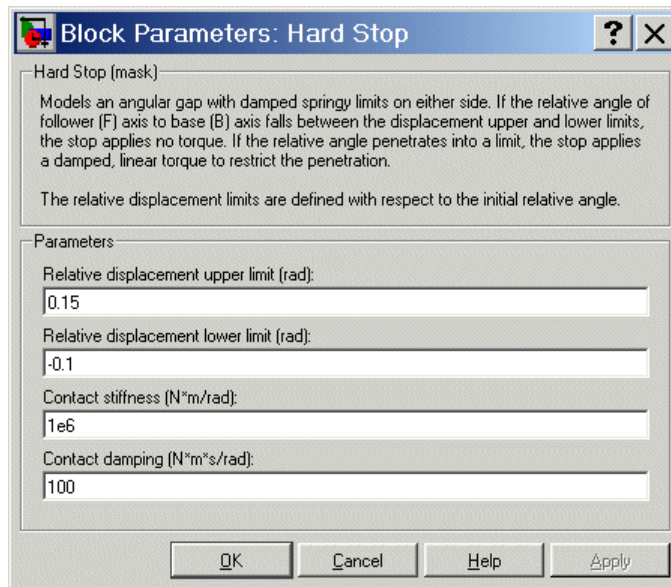 Block Parameters: Hard Stop
Hard Stop (mask)
Models an angular gap with damped springy limits on either side. If the relative angle of
follower (F) axis to base (B) axis falls between the displacement upper and lower limits,
the stop applies no torque. If the relative angle penetrates into a limit, the stop applies
a damped, linear torque to restrict the penetration.
The relative displacement limits are defined with respect to the initial relative angle.
Parameters
Relative displacement upper limit (rad):
0.15
Relative displacement lower limit (rad):
-0.1
Contact stiffness (N*m/rad):
1e6
Contact damping (N*m*s/rad):
100
OK Cancel Help Apply